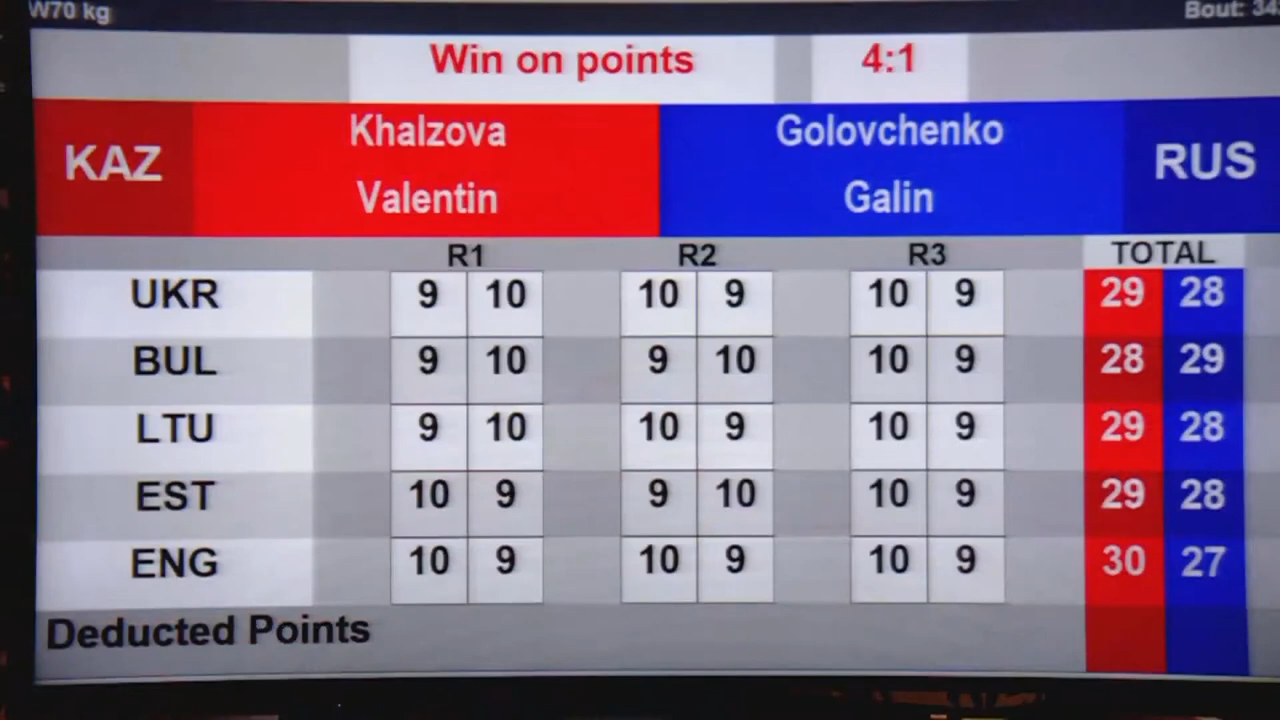 W70 kg Bout: 34
Win on points 4:1
KAZ Khalzova Valentin Golovchenko Galin RUS
R1 R2 R3 TOTAL
UKR 9 10 10 9 10 9 29 28
BUL 9 10 9 10 10 9 28 29
LTU 9 10 10 9 10 9 29 28
EST 10 9 9 10 10 9 29 28
ENG 10 9 10 9 10 9 30 27
Deducted Points